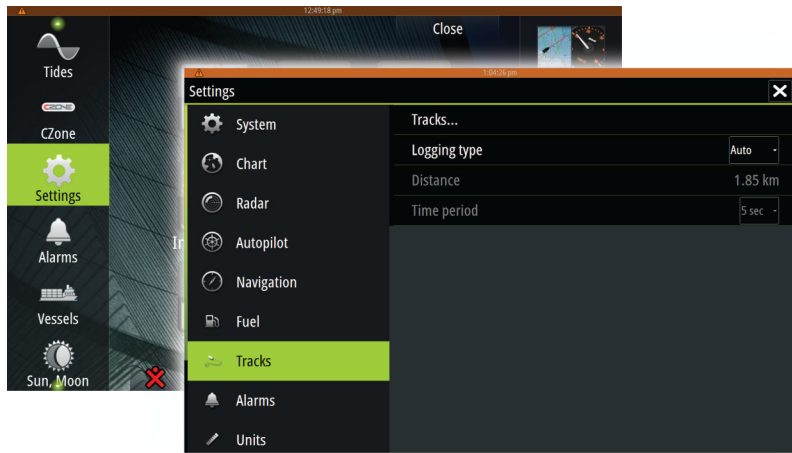 12:49:18 pm
Close
Tides
CZONE
CZone
Settings
Alarms
Vessels
Sun, Moon
1:04:26 pm
Settings
System
Tracks...
Logging type
Auto
Chart
Distance
1.85 km
Radar
Time period
5 sec
Autopilot
Navigation
Fuel
Tracks
Alarms
Units